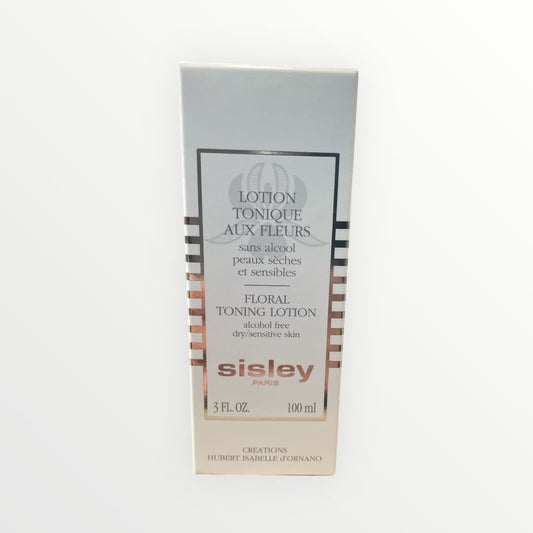 LOTION
TONIQUE
AUX FLEURS
sans alcool
peaux sèches
et sensibles
FLORAL
TONING LOTION
alcohol free
dry/sensitive skin
sisley
PARIS
3 FL. OZ. 100 ml
CREATIONS
HUBERT ISABELLE d'ORNANO